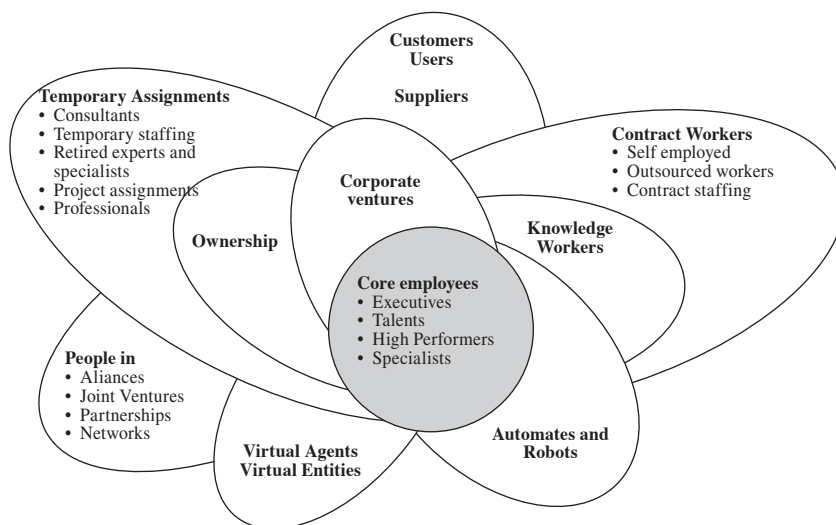 Customers
Users
Suppliers
Temporary Assignments
• Consultants
• Temporary staffing
• Retired experts and
specialists
• Project assignments
• Professionals
Contract Workers
• Self employed
• Outsourced workers
• Contract staffing
Corporate
ventures
Ownership
Knowledge
Workers
Core employees
• Executives
• Talents
• High Performers
• Specialists
People in
• Aliances
• Joint Ventures
• Partnerships
• Networks
Virtual Agents
Virtual Entities
Automates and
Robots